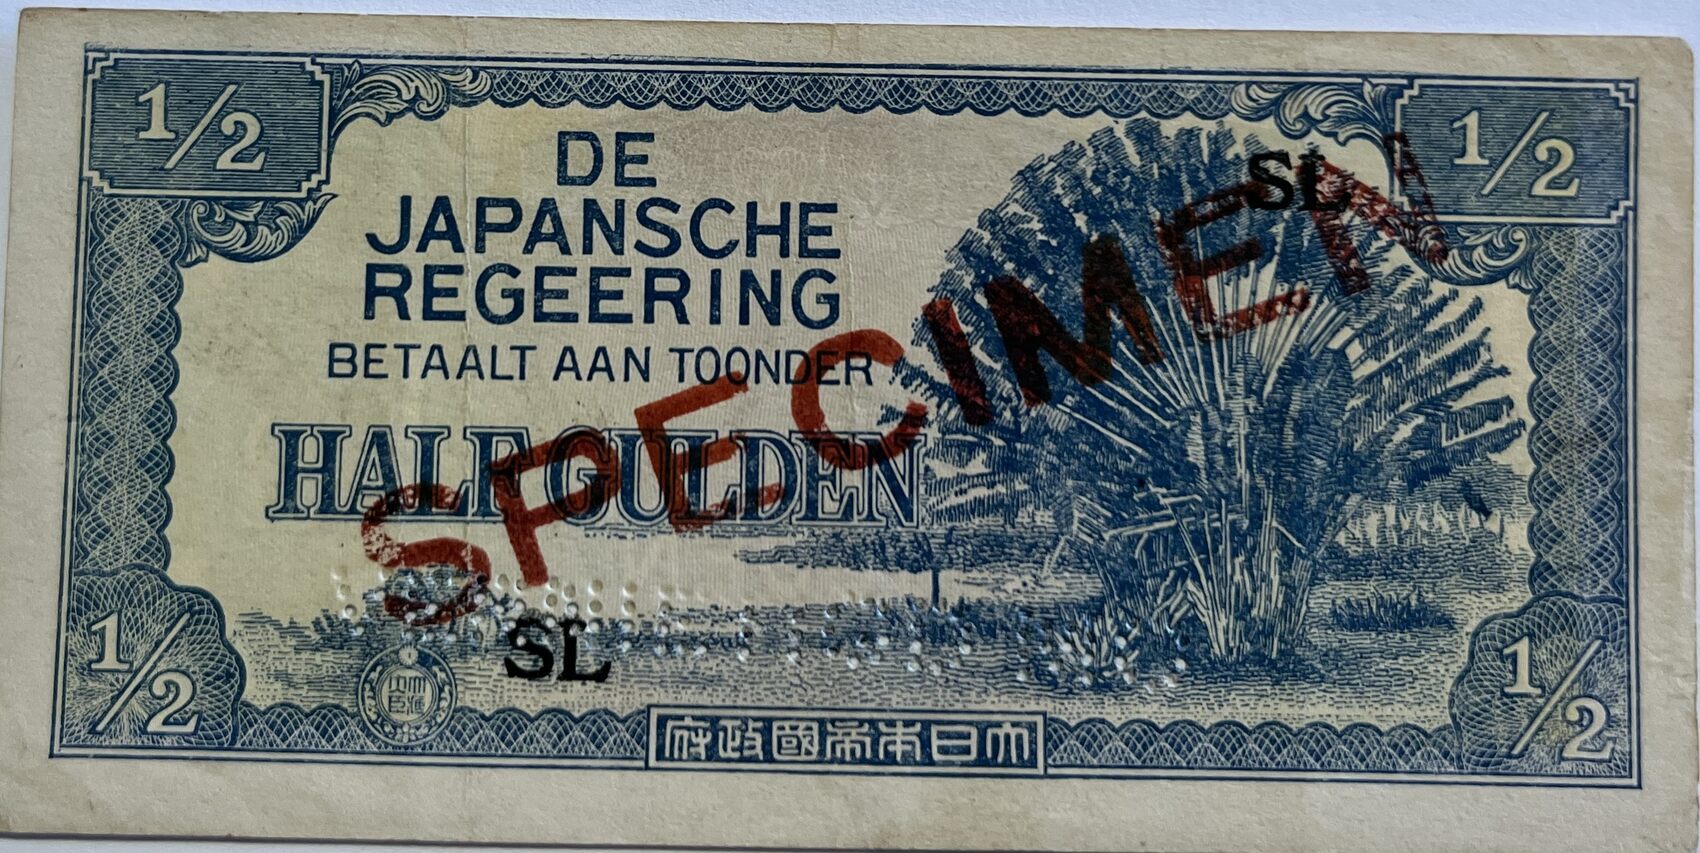 1/2
1/2
DE
JAPANSCHE
REGEERING
BETAALT AAN TOONDER
HALF GULDEN
SPECIMEN
SL
SL
1/2
1/2
大日本帝國政府